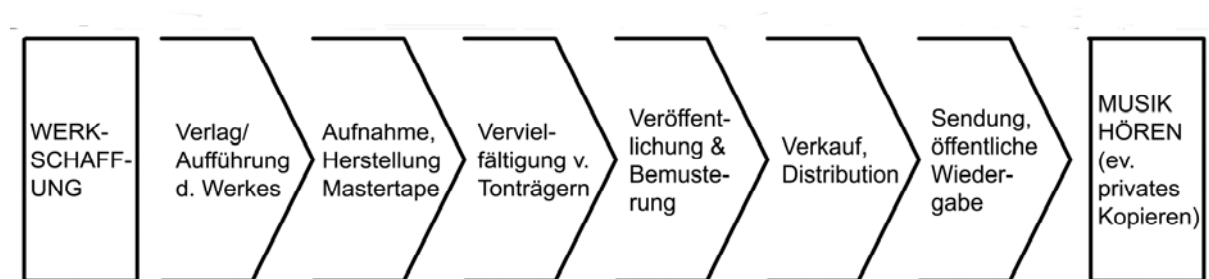 WERK-
SCHAFF-
UNG
Verlag/
Aufführung
d. Werkes
Aufnahme,
Herstellung
Mastertape
Verviel-
fältigung v.
Tonträgern
Veröffent-
lichung &
Bemuste-
rung
Verkauf,
Distribution
Sendung,
öffentliche
Wieder-
gabe
MUSIK
HÖREN
(ev.
privates
Kopieren)